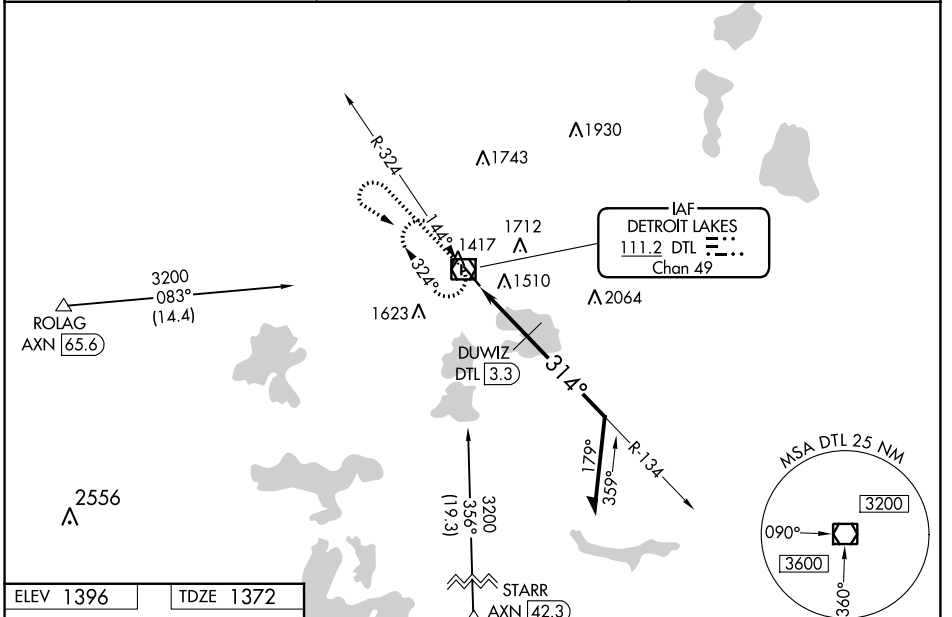 1930
1743
R-324
IAF
DETROIT LAKES
111.2 DTL
Chan 49
1712
144°
1417
324°
1510
2064
1623
3200
083°
(14.4)
ROLAG
AXN 65.6
DUWIZ
DTL 3.3
314°
R-134
179°
359°
3200
356°
(19.3)
MSA DTL 25 NM
3200
090°
3600
360°
2556
STARR
AXN 42.3
ELEV 1396
TDZE 1372